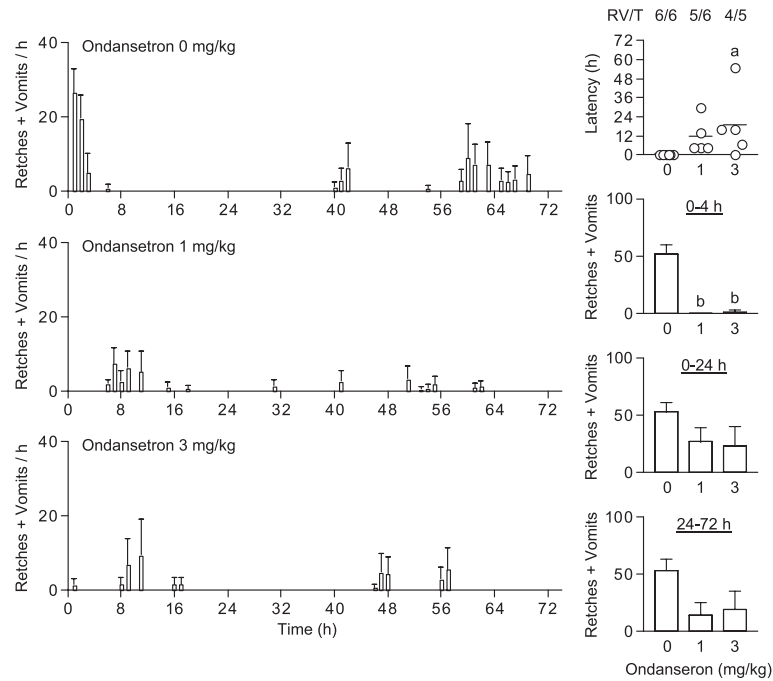 Ondansetron 0 mg/kg
Retches + Vomits / h
40
20
0
0 8 16 24 32 40 48 56 64 72
Ondansetron 1 mg/kg
Retches + Vomits / h
40
20
0
0 8 16 24 32 40 48 56 64 72
Ondansetron 3 mg/kg
Retches + Vomits / h
40
20
0
0 8 16 24 32 40 48 56 64 72
Time (h)
RV/T 6/6 5/6 4/5
Latency (h)
72
60
48
36
24
12
0
a
0 1 3
Retches + Vomits
100
50
0
0-4 h
b b
0 1 3
Retches + Vomits
100
50
0
0-24 h
0 1 3
Retches + Vomits
100
50
0
24-72 h
0 1 3
Ondanseron (mg/kg)